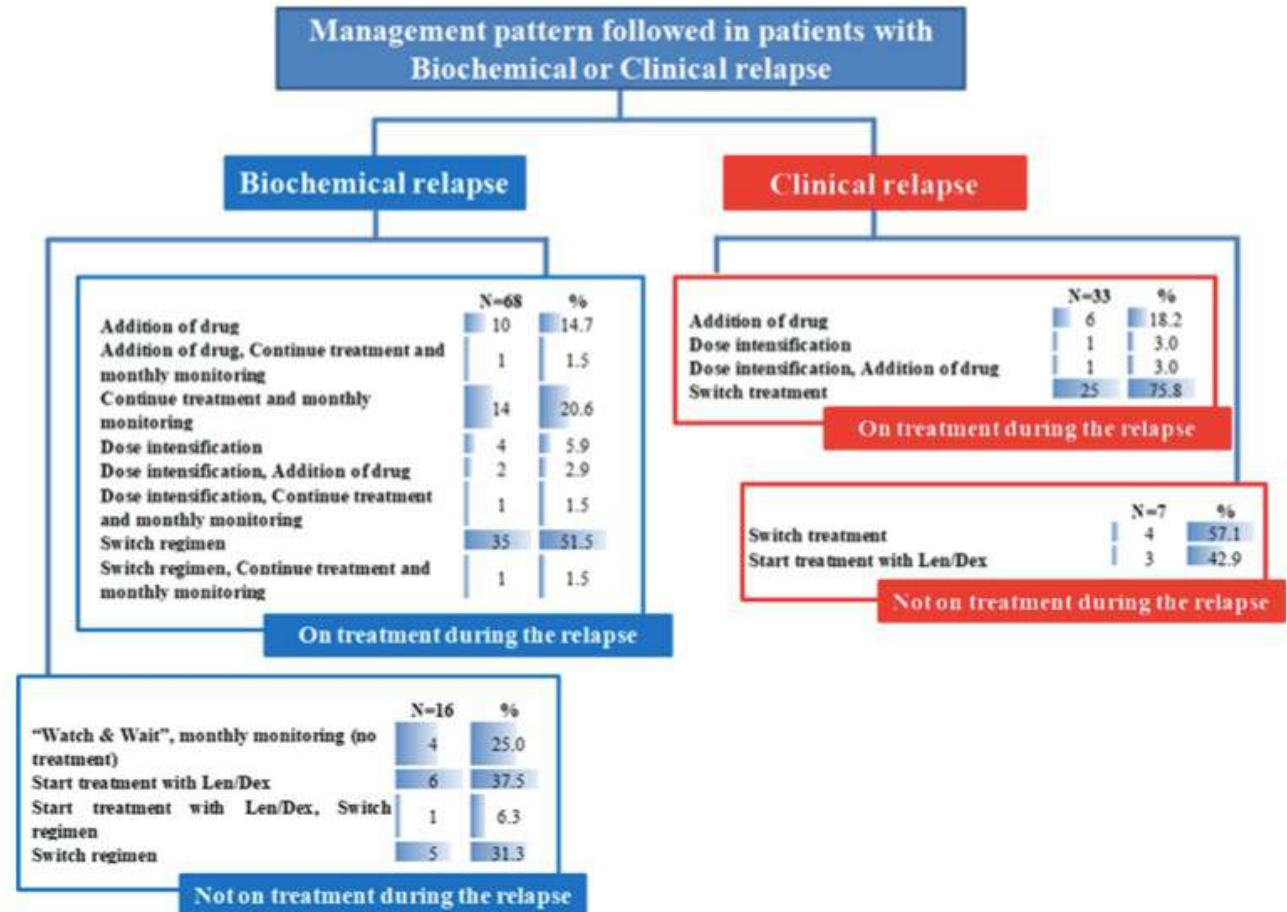 Management pattern followed in patients with
Biochemical or Clinical relapse
Biochemical relapse
Clinical relapse
N=68 %
Addition of drug 10 14.7
Addition of drug, Continue treatment and
monthly monitoring 1 1.5
Continue treatment and monthly
monitoring 14 20.6
Dose intensification 4 5.9
Dose intensification, Addition of drug 2 2.9
Dose intensification, Continue treatment
and monthly monitoring 1 1.5
Switch regimen 35 51.5
Switch regimen, Continue treatment and
monthly monitoring 1 1.5
On treatment during the relapse
N=33 %
Addition of drug 6 18.2
Dose intensification 1 3.0
Dose intensification, Addition of drug 1 3.0
Switch treatment 25 75.8
On treatment during the relapse
N=7 %
Switch treatment 4 57.1
Start treatment with Len/Dex 3 42.9
Not on treatment during the relapse
N=16 %
“Watch & Wait”, monthly monitoring (no
treatment) 4 25.0
Start treatment with Len/Dex 6 37.5
Start treatment with Len/Dex, Switch
regimen 1 6.3
Switch regimen 5 31.3
Not on treatment during the relapse